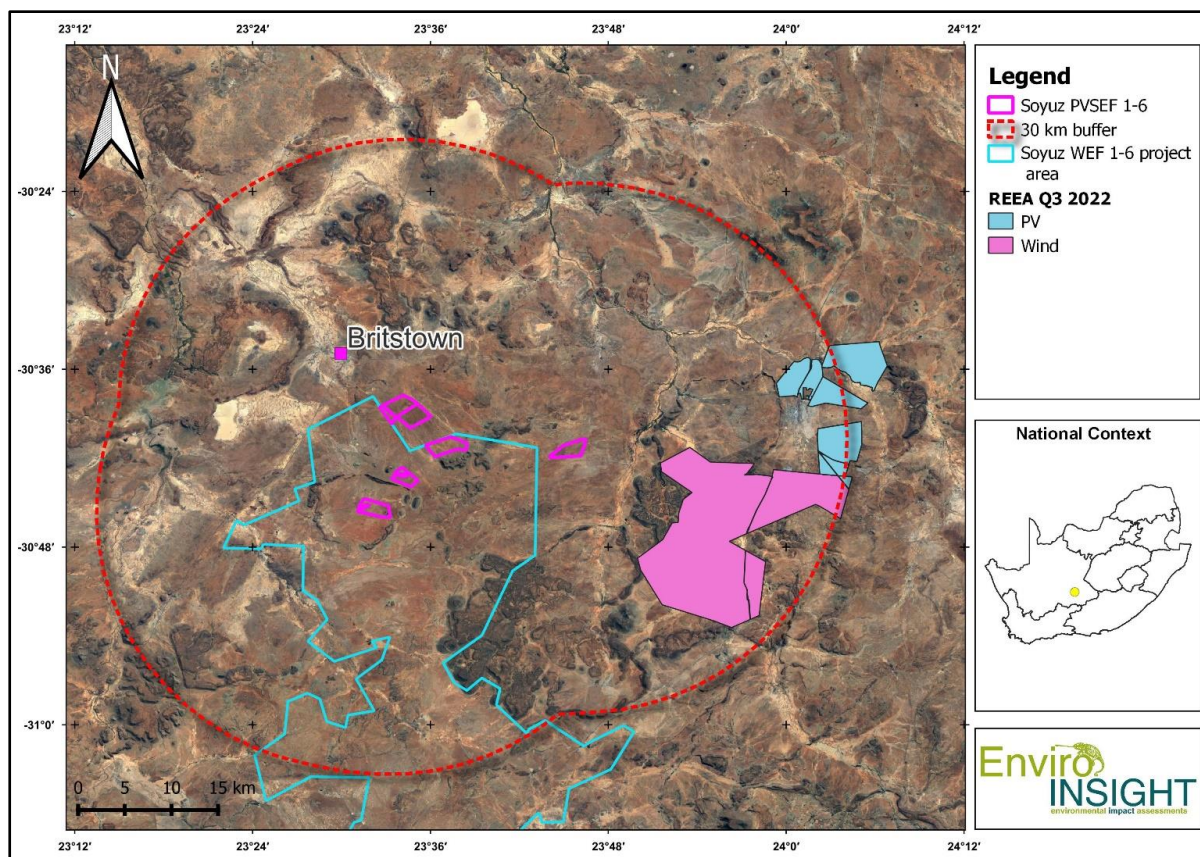 23°12' 23°24' 23°36' 23°48' 24°0' 24°12'
N
-30°24'
-30°36'
-30°48'
-31°0'
Britstown
0 5 10 15 km
23°12' 23°24' 23°36' 23°48' 24°0' 24°12'
Legend
Soyuz PVSEF 1-6
30 km buffer
Soyuz WEF 1-6 project
area
REEA Q3 2022
PV
Wind
National Context
Enviro
INSIGHT
environmental impact assessments